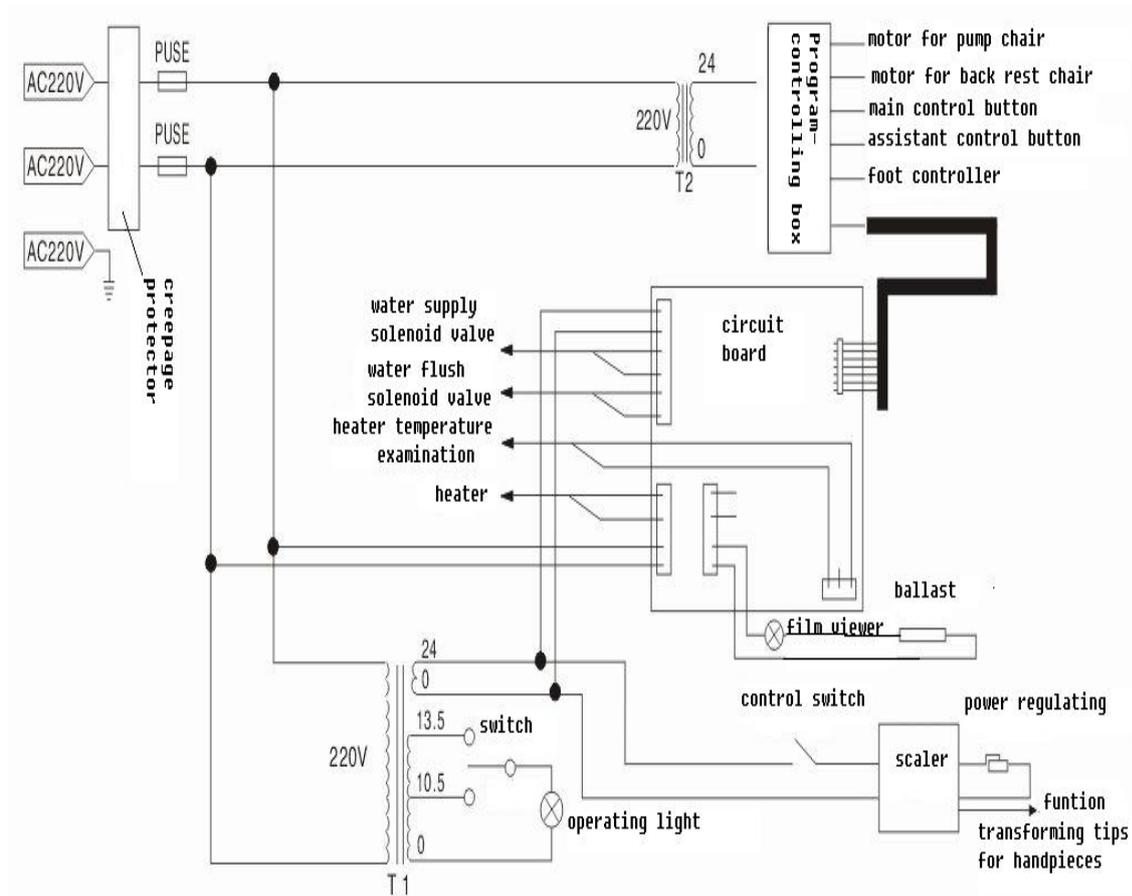 PUSE
AC220V
PUSE
AC220V
AC220V
creepage
protector
24
220V
0
T2
Program-
controlling box
motor for pump chair
motor for back rest chair
main control button
assistant control button
foot controller
water supply
solenoid valve
water flush
solenoid valve
heater temperature
examination
heater
circuit
board
ballast
film viewer
24
0
13.5
switch
220V
10.5
0
T1
operating light
control switch
power regulating
scaler
funtion
transforming tips
for handpieces